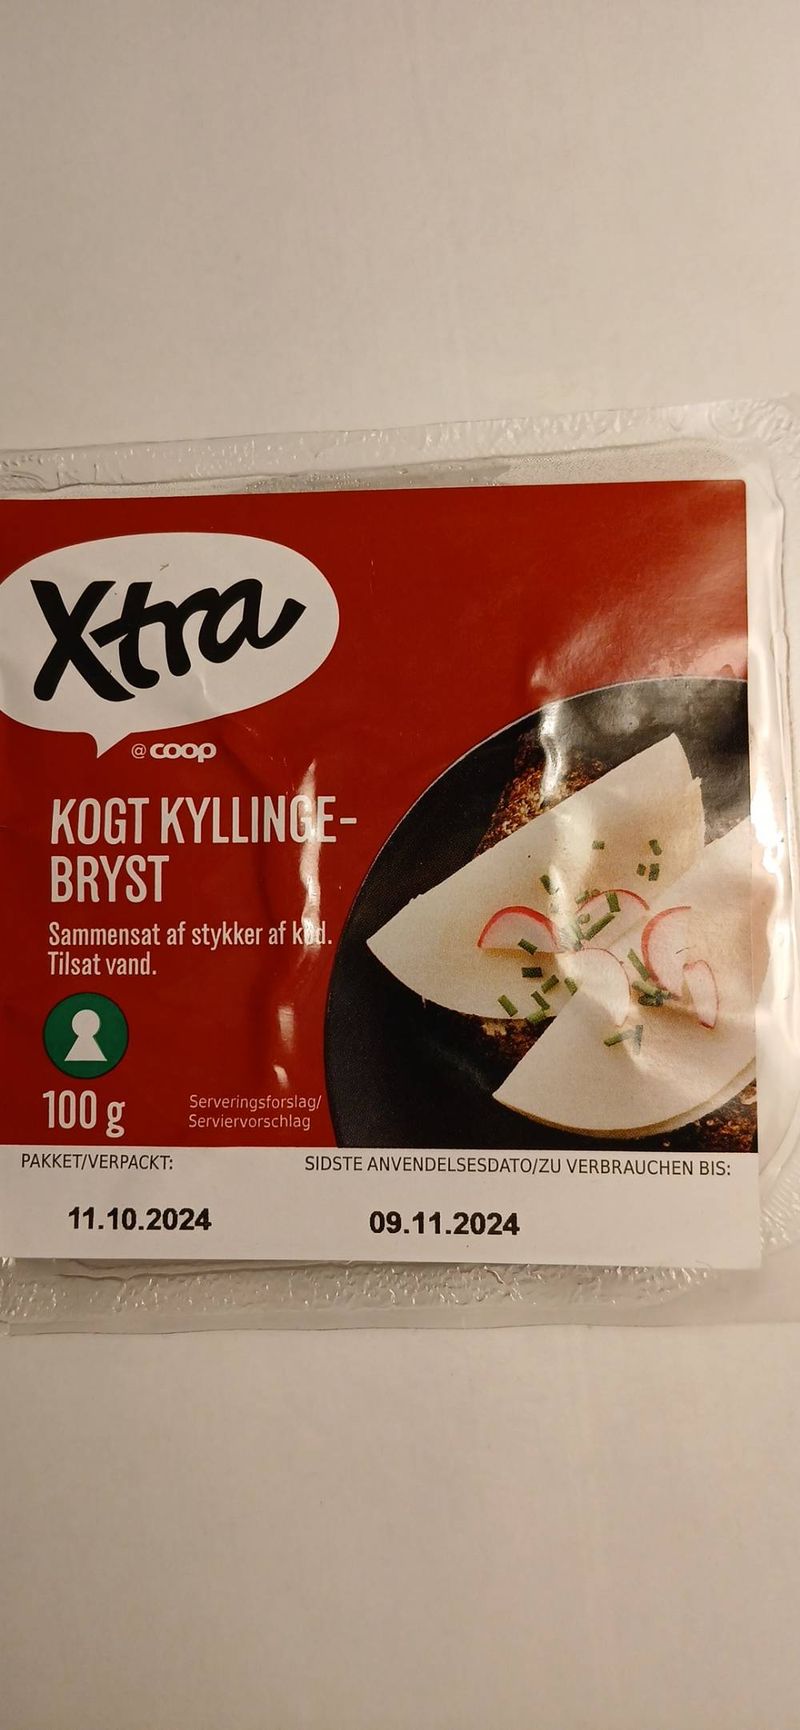 Xtra
@coop
KOGT KYLLINGE-
BRYST
Sammensat af stykker af kød.
Tilsat vand.
100 g
Serveringsforslag/
Serviervorschlag
PAKKET/VERPACKT:
SIDSTE ANVENDELSESDATO/ZU VERBRAUCHEN BIS:
11.10.2024
09.11.2024